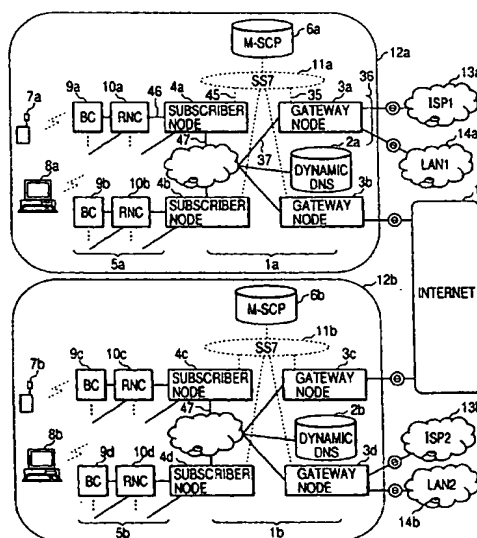 6a
M-SCP
12a
SS7
11a
13a
7a
9a
10a
46
4a
45
35
3a
36
ISP1
BC
RNC
SUBSCRIBER NODE
GATEWAY NODE
14a
47
2a
8a
37
LAN1
DYNAMIC DNS
9b
10b
4b
3b
BC
RNC
SUBSCRIBER NODE
GATEWAY NODE
5a
1a
12b
INTERNET
6b
M-SCP
11b
SS7
7b
9c
10c
4c
3c
BC
RNC
SUBSCRIBER NODE
GATEWAY NODE
47
2b
8b
DYNAMIC DNS
9d
10d
4d
3d
ISP2
BC
RNC
SUBSCRIBER NODE
GATEWAY NODE
LAN2
5b
1b
14b